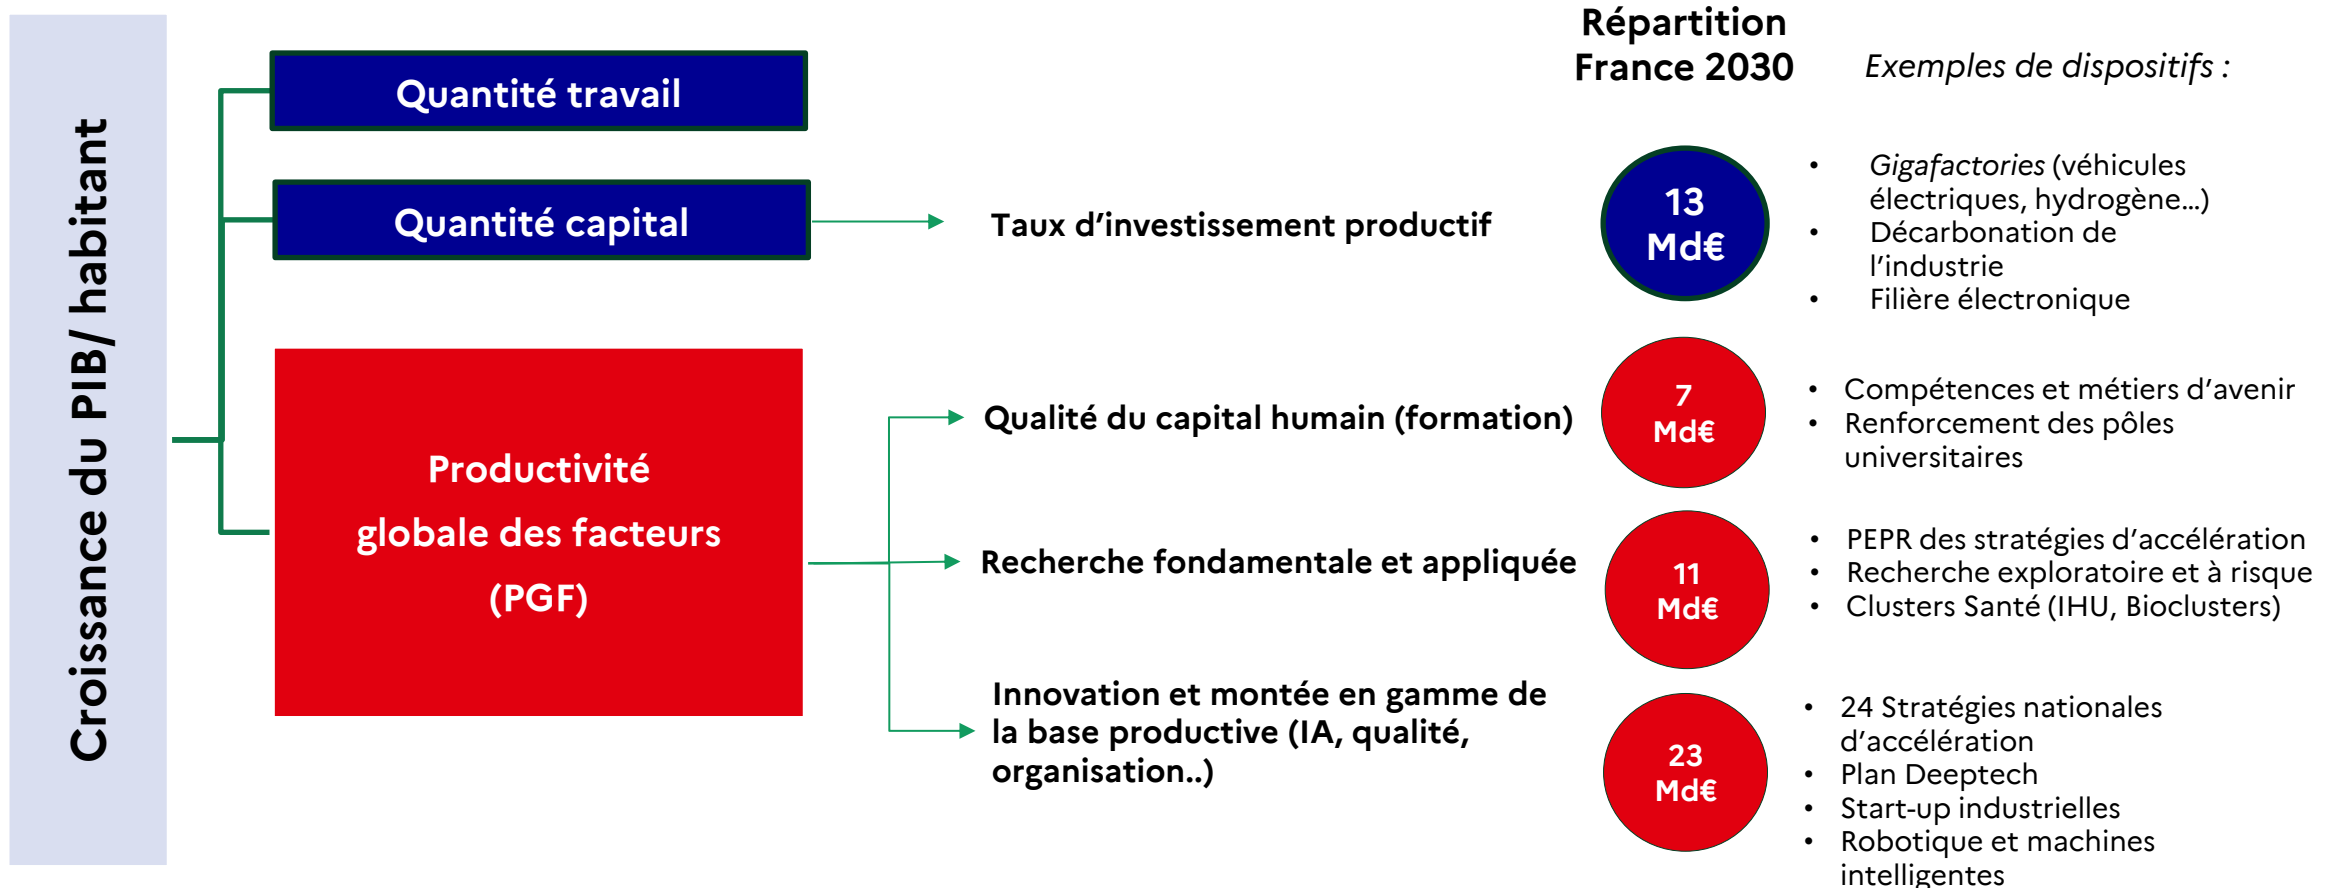 Croissance du PIB/ habitant
Quantité travail
Quantité capital
Productivité
globale des facteurs
(PGF)
Taux d’investissement productif
Qualité du capital humain (formation)
Recherche fondamentale et appliquée
Innovation et montée en gamme de
la base productive (IA, qualité,
organisation..)
Répartition
France 2030
13
Md€
7
Md€
11
Md€
23
Md€
Exemples de dispositifs :
• Gigafactories (véhicules
électriques, hydrogène…)
• Décarbonation de
l’industrie
• Filière électronique
• Compétences et métiers d’avenir
• Renforcement des pôles
universitaires
• PEPR des stratégies d’accélération
• Recherche exploratoire et à risque
• Clusters Santé (IHU, Bioclusters)
• 24 Stratégies nationales
d’accélération
• Plan Deeptech
• Start-up industrielles
• Robotique et machines
intelligentes